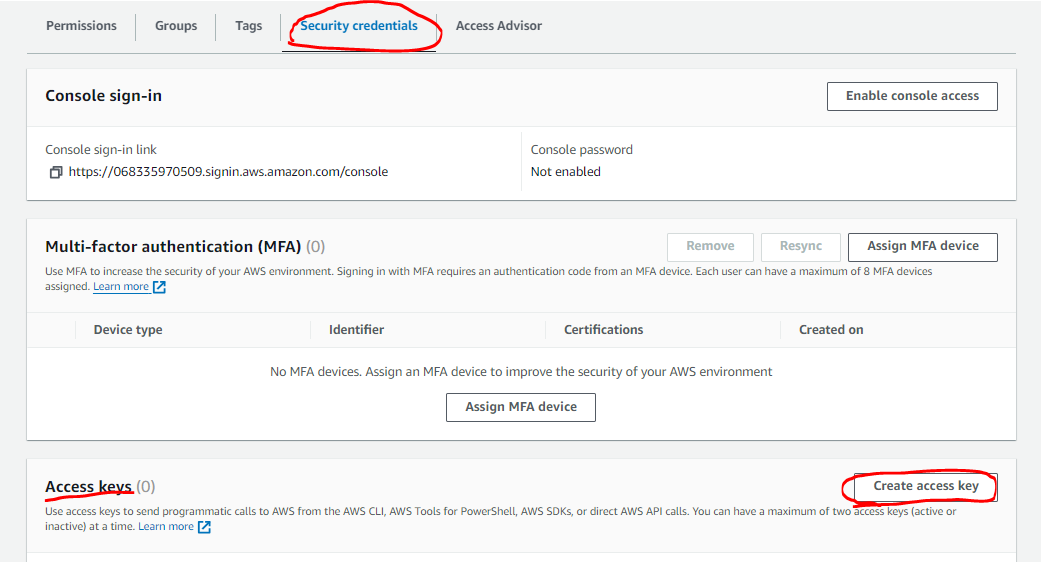 Permissions Groups Tags Security credentials Access Advisor
Console sign-in Enable console access
Console sign-in link Console password
https://068335970509.signin.aws.amazon.com/console Not enabled
Multi-factor authentication (MFA) (0) Remove Resync Assign MFA device
Use MFA to increase the security of your AWS environment. Signing in with MFA requires an authentication code from an MFA device. Each user can have a maximum of 8 MFA devices
assigned. Learn more
Device type Identifier Certifications Created on
No MFA devices. Assign an MFA device to improve the security of your AWS environment
Assign MFA device
Access keys (0) Create access key
Use access keys to send programmatic calls to AWS from the AWS CLI, AWS Tools for PowerShell, AWS SDKs, or direct AWS API calls. You can have a maximum of two access keys (active or
inactive) at a time. Learn more